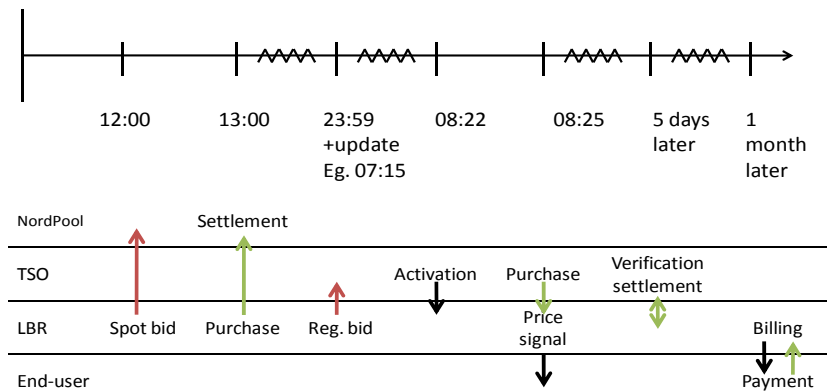 12:00
13:00
23:59
+update
Eg. 07:15
08:22
08:25
5 days
later
1
month
later
NordPool
Settlement
TSO
Activation
Purchase
Verification
settlement
LBR
Spot bid
Purchase
Reg. bid
Price
signal
Billing
End-user
Payment